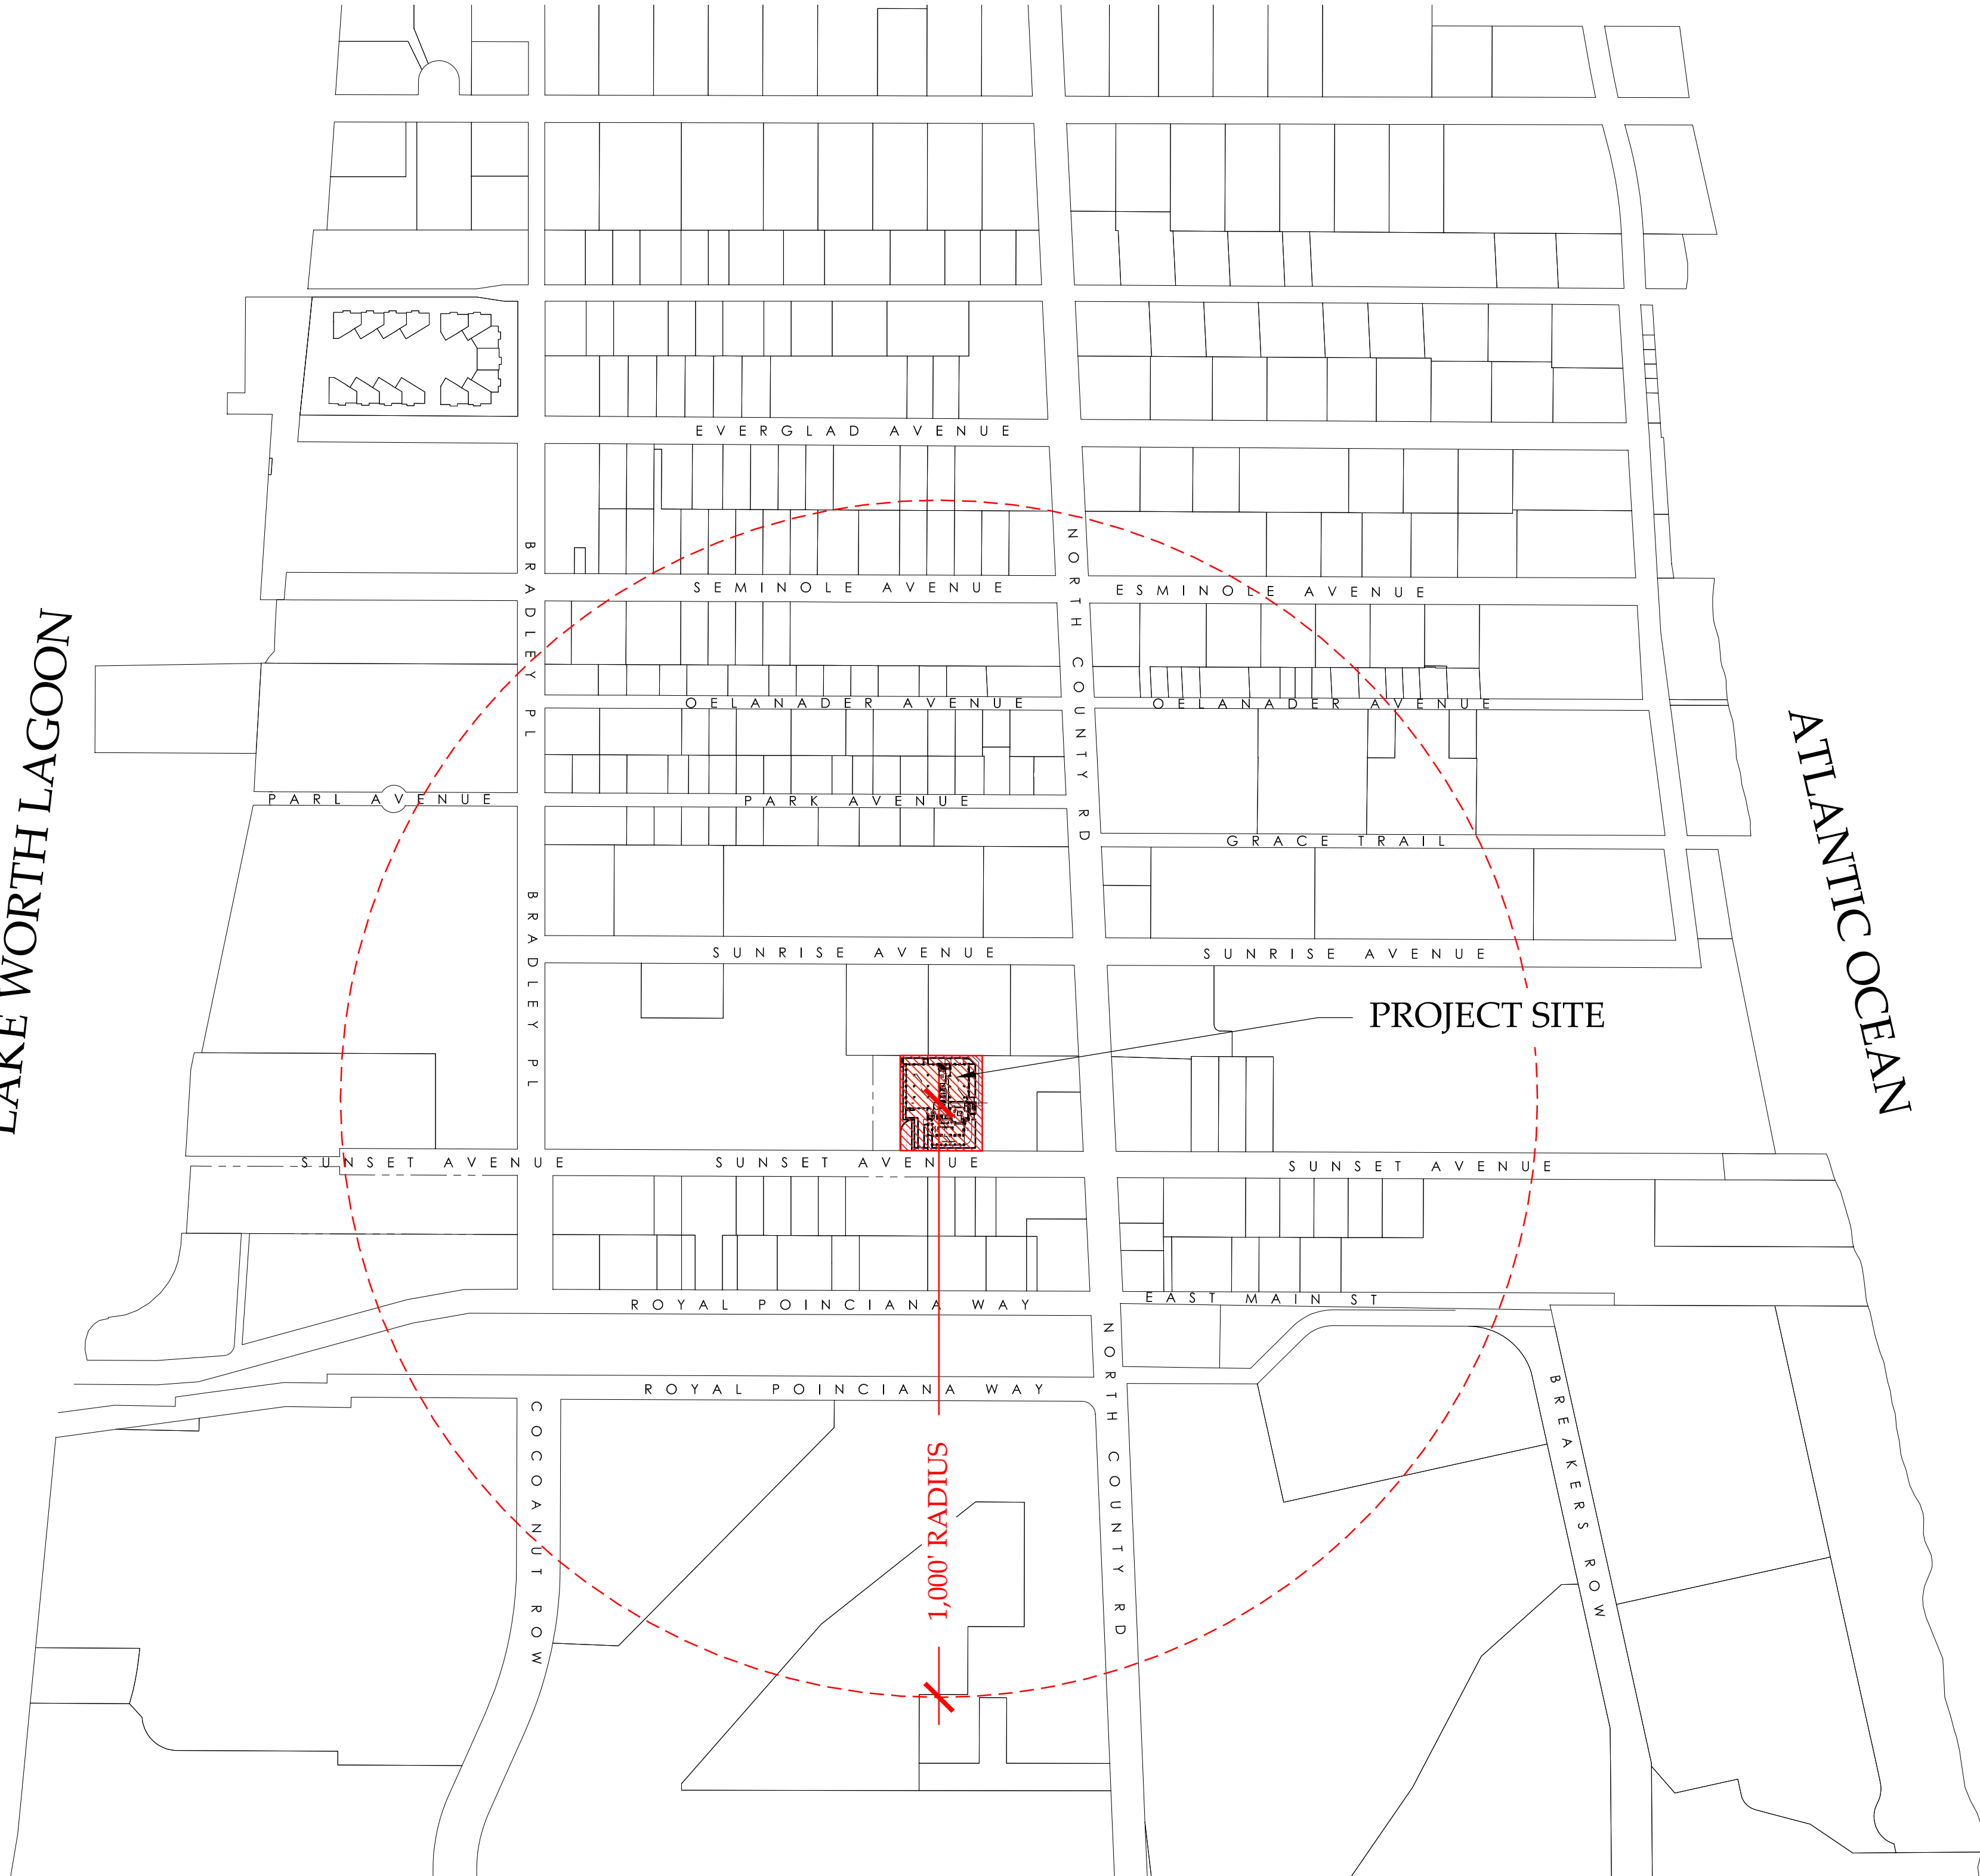 EVERGLAD AVENUE
BRADLEY PL
NORTH COUNTY RD
SEMINOLE AVENUE
ESMINOLE AVENUE
LAKE WORTH LAGOON
OELANADER AVENUE
OELANADER AVENUE
ATLANTIC OCEAN
PARL AVENUE
PARK AVENUE
GRACE TRAIL
BRADLEY PL
SUNRISE AVENUE
SUNRISE AVENUE
PROJECT SITE
SUNSET AVENUE
SUNSET AVENUE
SUNSET AVENUE
ROYAL POINCIANA WAY
EAST MAIN ST
NORTH COUNTY RD
ROYAL POINCIANA WAY
COCOANUT ROW
BREAKERS ROW
1,000' RADIUS